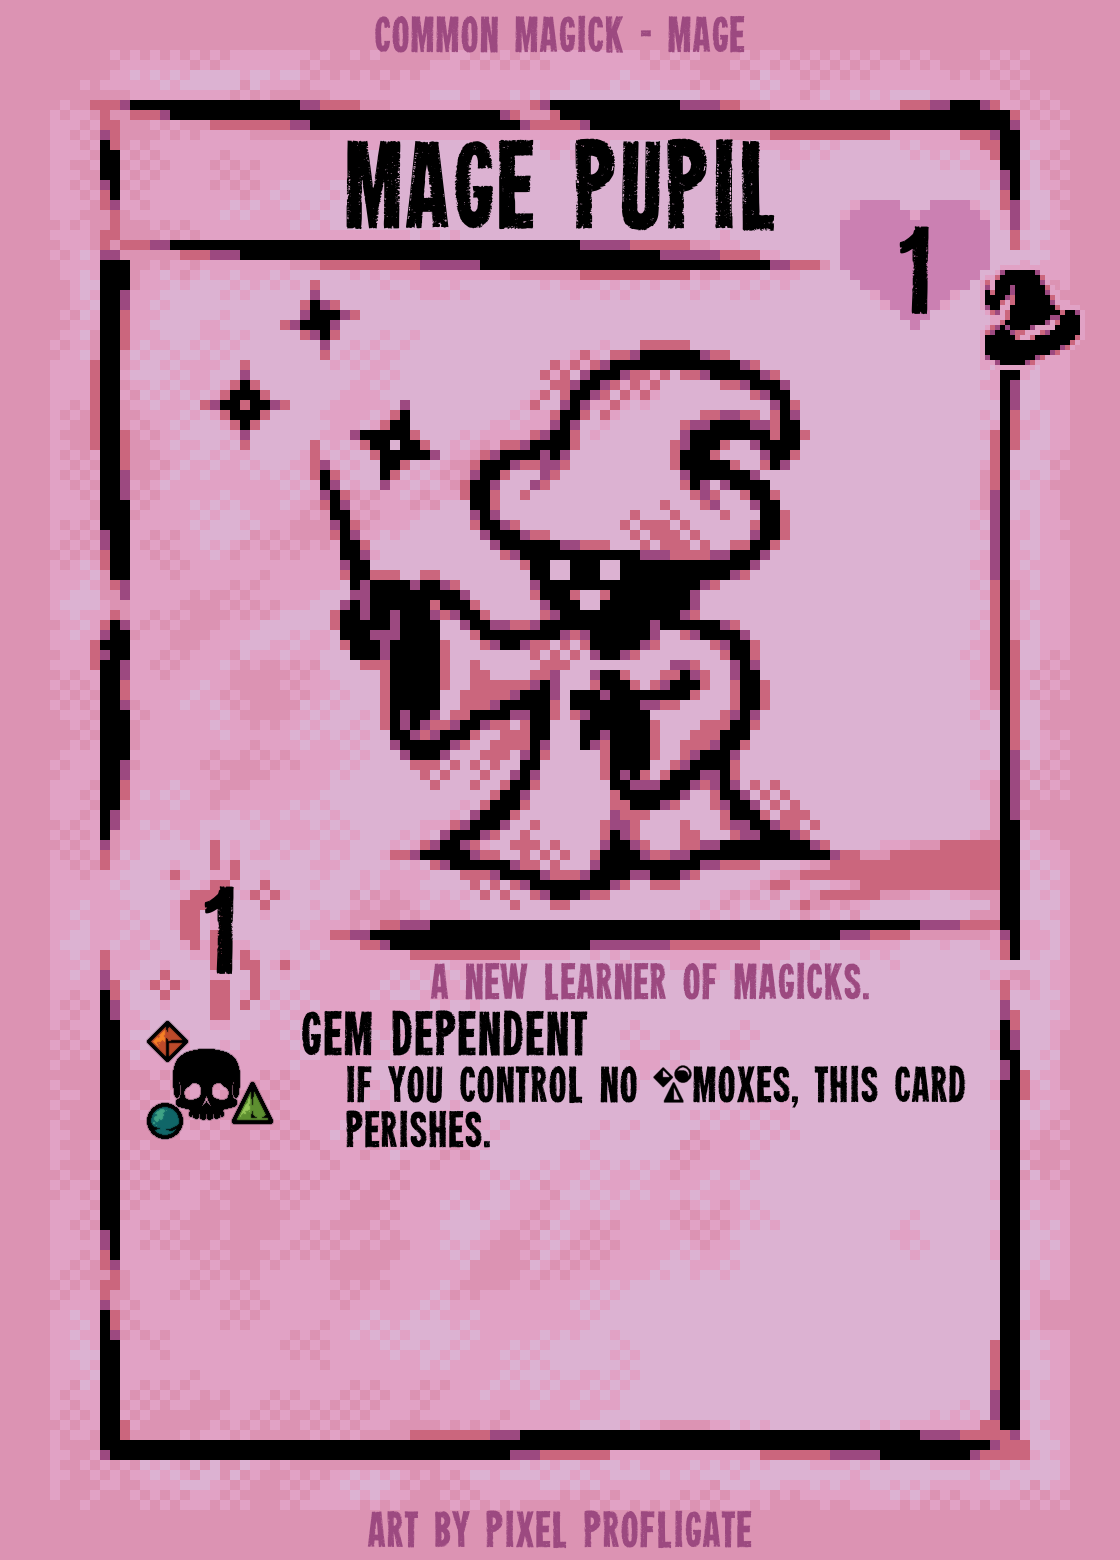 COMMON MAGICK - MAGE
MAGE PUPIL
1
1
A NEW LEARNER OF MAGICKS.
GEM DEPENDENT
IF YOU CONTROL NO MOXES, THIS CARD
PERISHES.
ART BY PIXEL PROFLIGATE